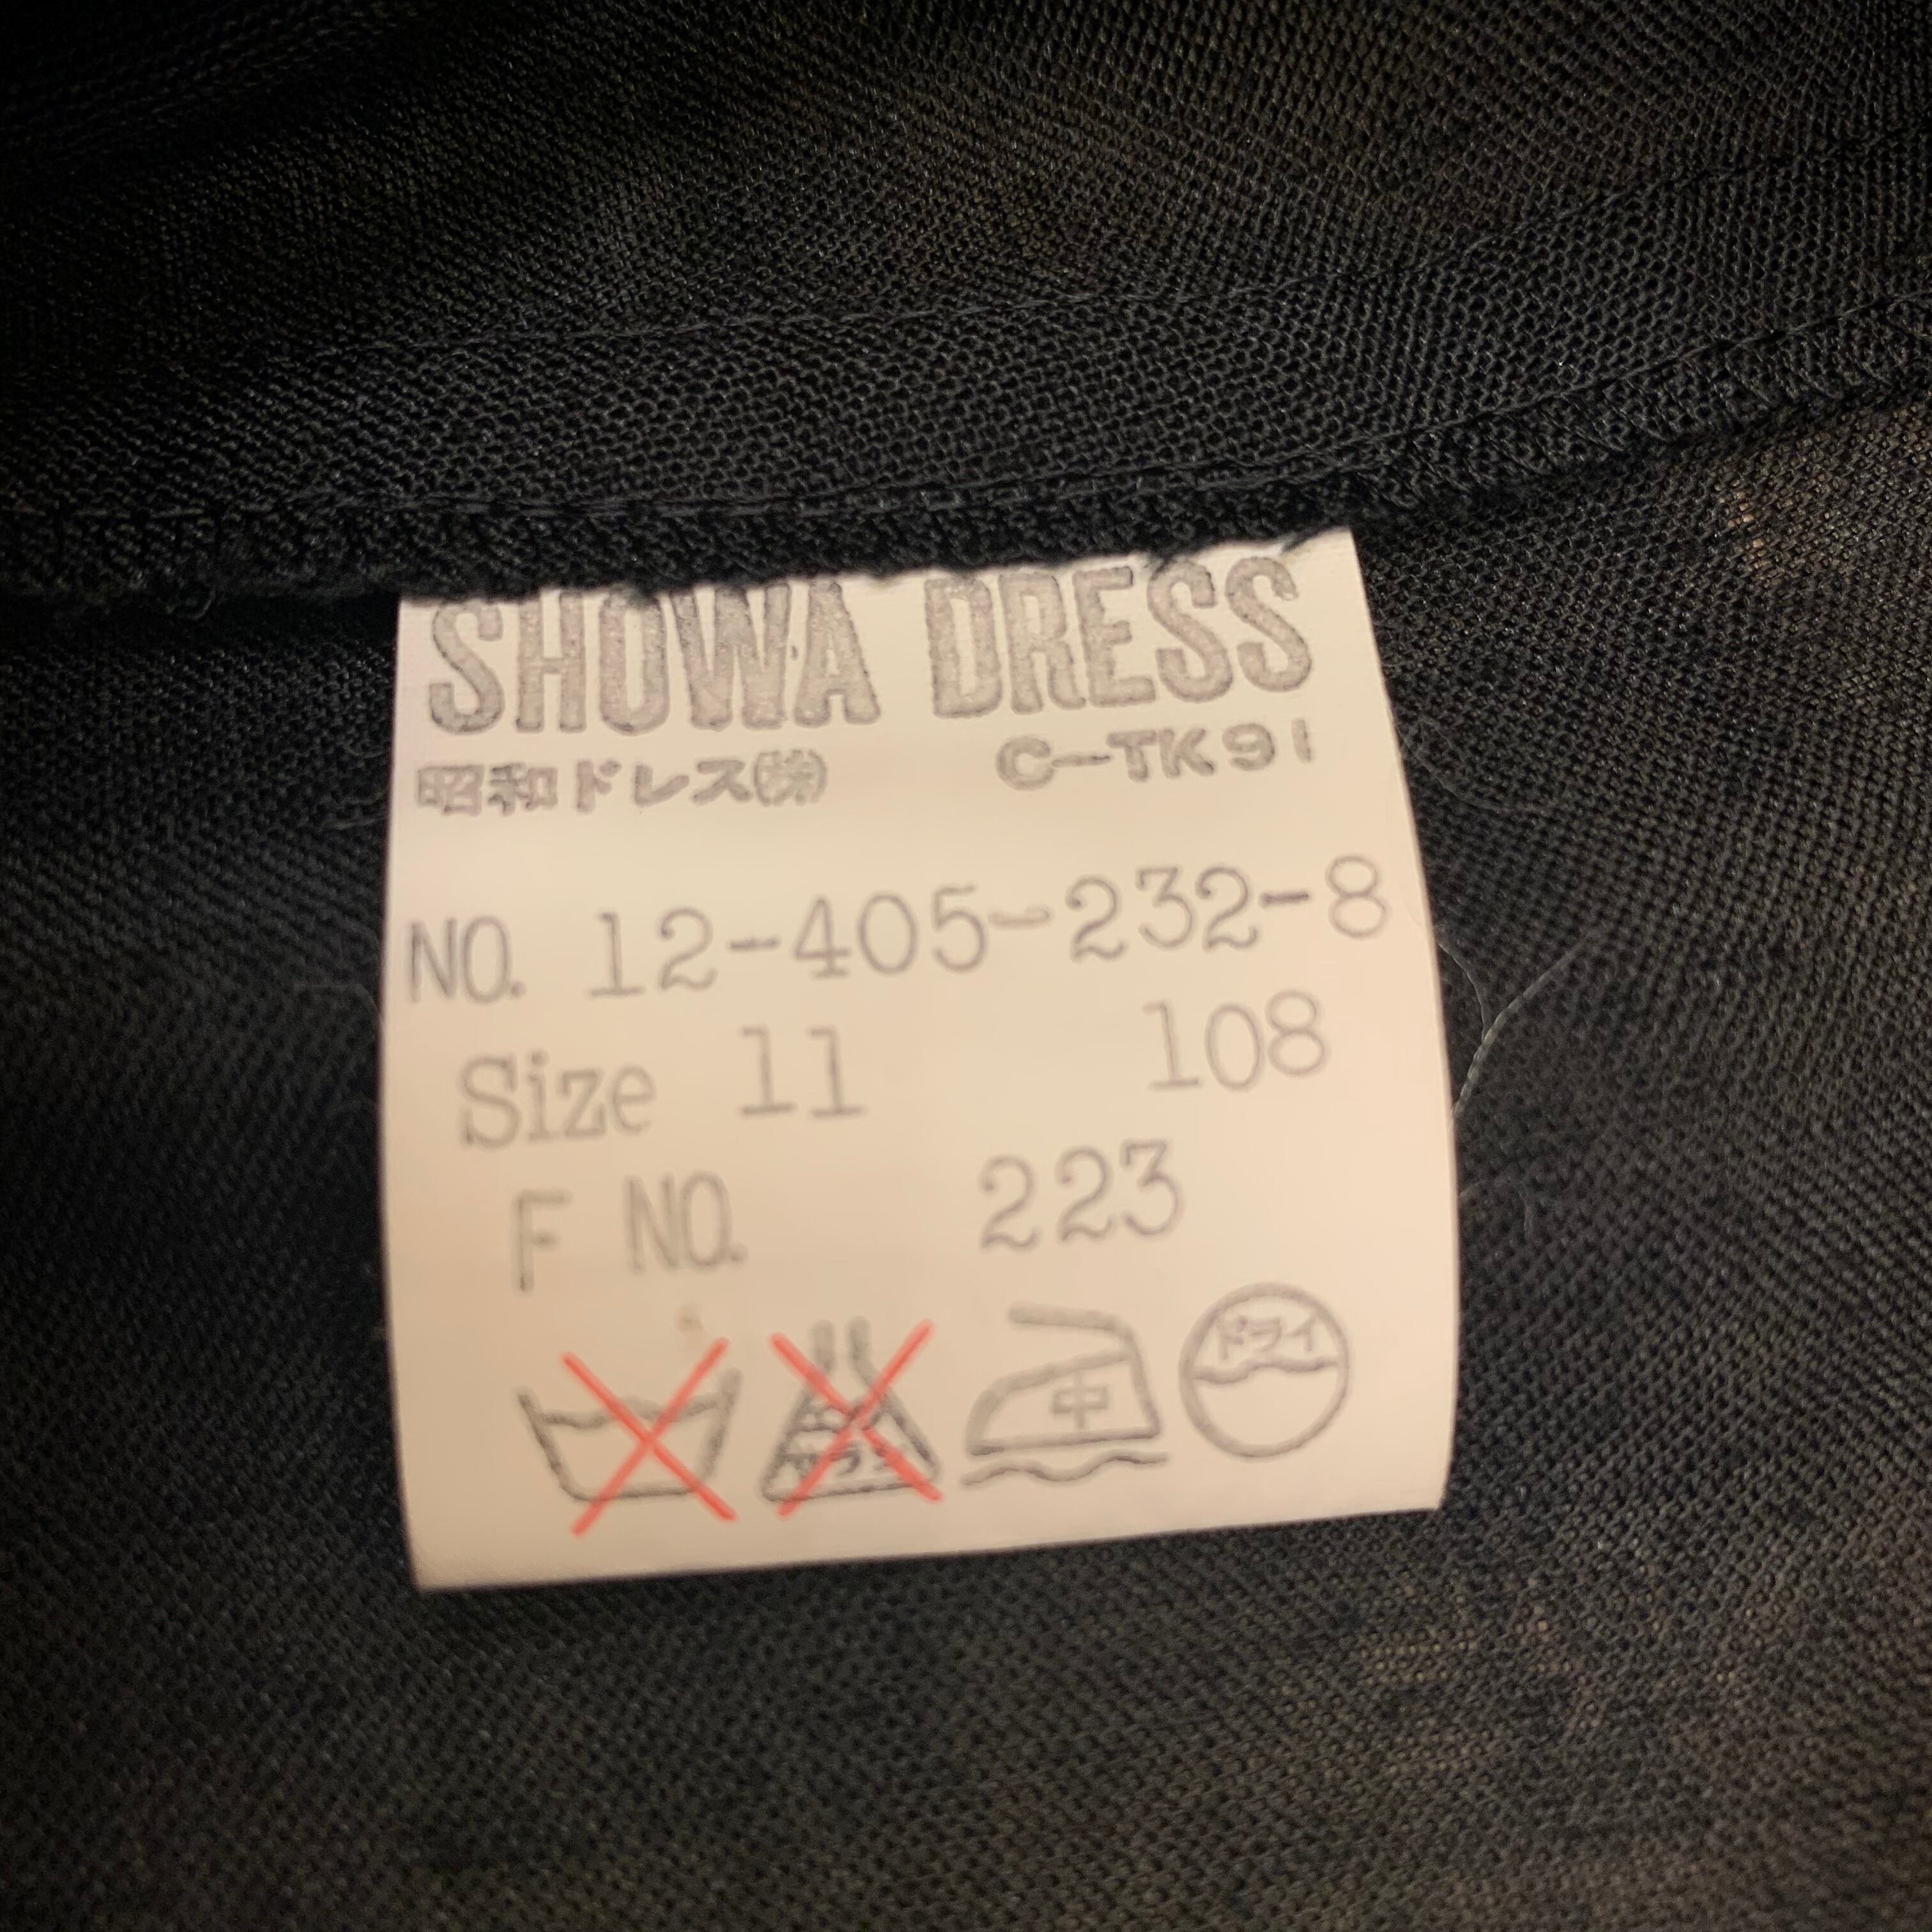 SHOWA DRESS
昭和ドレス㈱ C-TK91
NO. 12-405-232-8
Size 11 108
F NO. 223
中 ドライ